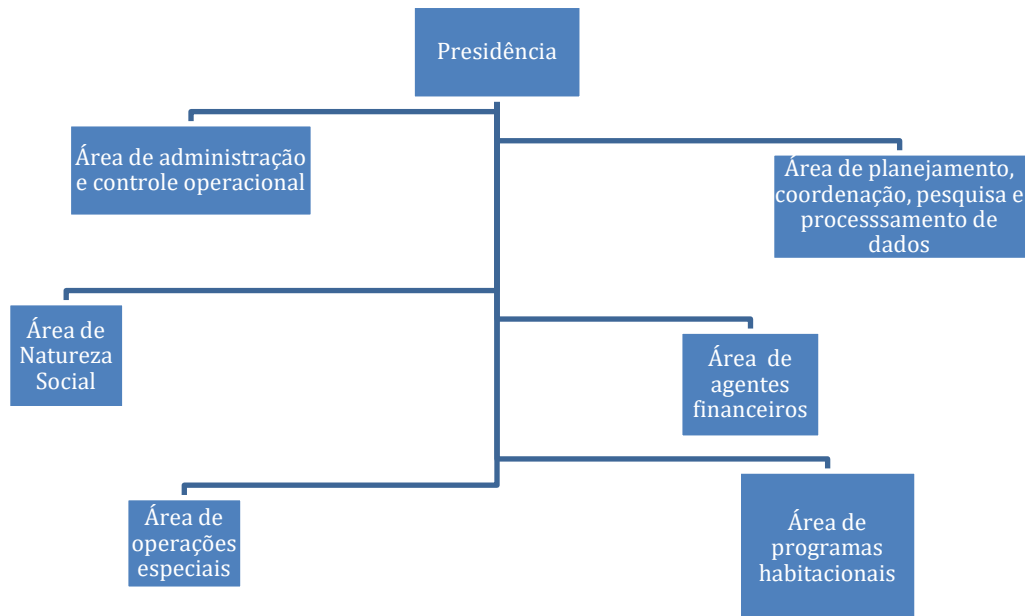 Presidência
Área de administração
e controle operacional
Área de planejamento,
coordenação, pesquisa e
processsamento de
dados
Área de
Natureza
Social
Área de
agentes
financeiros
Área de
operações
especiais
Área de
programas
habitacionais